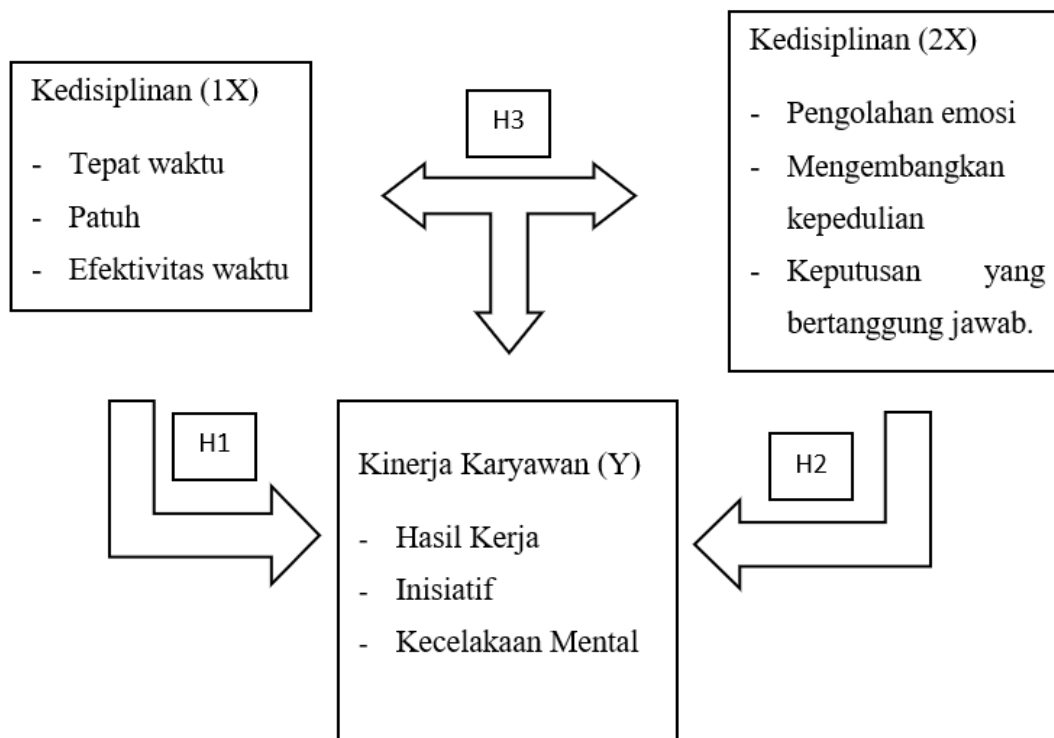 Kedisiplinan (1X)
- Tepat waktu
- Patuh
- Efektivitas waktu
H3
Kedisiplinan (2X)
- Pengolahan emosi
- Mengembangkan
kepedulian
- Keputusan yang
bertanggung jawab.
H1
Kinerja Karyawan (Y)
- Hasil Kerja
- Inisiatif
- Kecelakaan Mental
H2